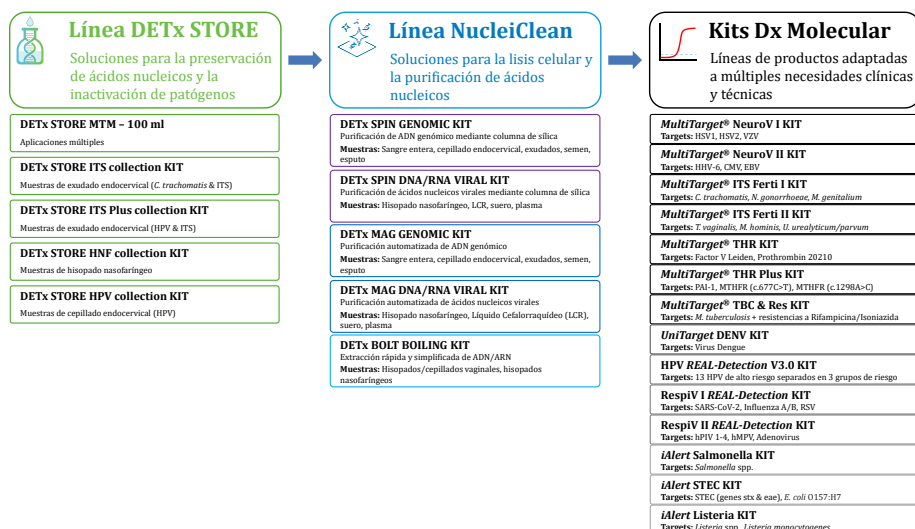 Línea DETx STORE
Soluciones para la preservación
de ácidos nucleicos y la
inactivación de patógenos
DETx STORE MTM – 100 ml
Aplicaciones múltiples
DETx STORE ITS collection KIT
Muestras de exudado endocervical (C. trachomatis & ITS)
DETx STORE ITS Plus collection KIT
Muestras de exudado endocervical (HPV & ITS)
DETx STORE HNF collection KIT
Muestras de hisopado nasofaríngeo
DETx STORE HPV collection KIT
Muestras de cepillado endocervical (HPV)
Línea NucleiClean
Soluciones para la lisis celular y
la purificación de ácidos
nucleicos
DETx SPIN GENOMIC KIT
Purificación de ADN genómico mediante columna de sílica
Muestras: Sangre entera, cepillado endocervical, exudados, semen,
esputo
DETx SPIN DNA/RNA VIRAL KIT
Purificación de ácidos nucleicos virales mediante columna de sílica
Muestras: Hisopado nasofaríngeo, LCR, suero, plasma
DETx MAG GENOMIC KIT
Purificación automatizada de ADN genómico
Muestras: Sangre entera, cepillado endocervical, exudados, semen,
esputo
DETx MAG DNA/RNA VIRAL KIT
Purificación automatizada de ácidos nucleicos virales
Muestras: Hisopado nasofaríngeo, Líquido Cefalorraquídeo (LCR),
suero, plasma
DETx BOLT BOILING KIT
Extracción rápida y simplificada de ADN/ARN
Muestras: Hisopados/cepillados vaginales, hisopados
nasofaríngeos
Kits Dx Molecular
Líneas de productos adaptadas
a múltiples necesidades clínicas
y técnicas
MultiTarget® NeuroV I KIT
Targets: HSV1, HSV2, VZV
MultiTarget® NeuroV II KIT
Targets: HHV-6, CMV, EBV
MultiTarget® ITS Ferti I KIT
Targets: C. trachomatis, N. gonorrhoeae, M. genitalium
MultiTarget® ITS Ferti II KIT
Targets: T. vaginalis, M. hominis, U. urealyticum/parvum
MultiTarget® THR KIT
Targets: Factor V Leiden, Prothrombin 20210
MultiTarget® THR Plus KIT
Targets: PAI-1, MTHFR (c.677C>T), MTHFR (c.1298A>C)
MultiTarget® TBC & Res KIT
Targets: M. tuberculosis + resistencias a Rifampicina/Isoniazida
UniTarget DENV KIT
Targets: Virus Dengue
HPV REAL-Detection V3.0 KIT
Targets: 13 HPV de alto riesgo separados en 3 grupos de riesgo
RespiV I REAL-Detection KIT
Targets: SARS-CoV-2, Influenza A/B, RSV
RespiV II REAL-Detection KIT
Targets: hPIV 1-4, hMPV, Adenovirus
iAlert Salmonella KIT
Targets: Salmonella spp.
iAlert STEC KIT
Targets: STEC (genes stx & eae), E. coli O157:H7
iAlert Listeria KIT
Targets: Listeria spp., Listeria monocytogenes